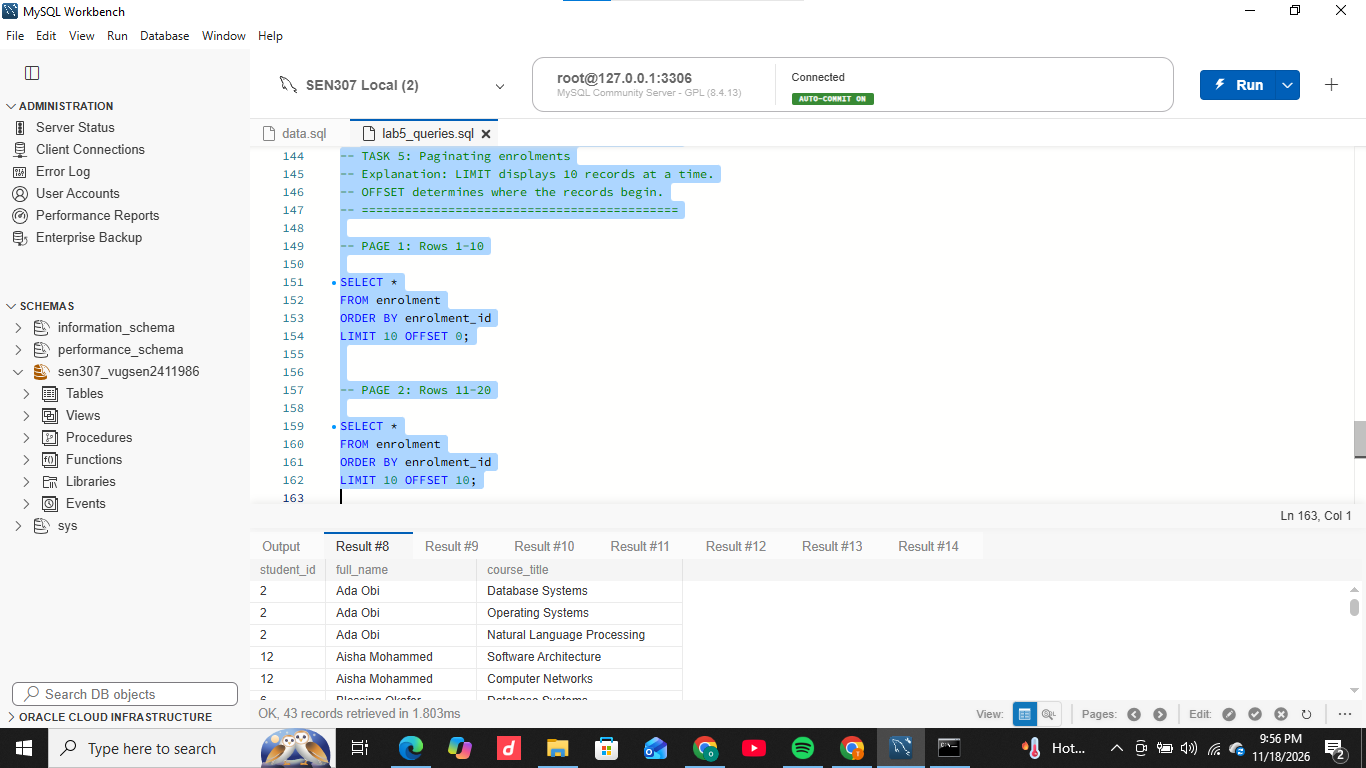 MySQL Workbench
File Edit View Run Database Window Help
ADMINISTRATION
Server Status
Client Connections
Error Log
User Accounts
Performance Reports
Enterprise Backup
SCHEMAS
information_schema
performance_schema
sen307_vugsen2411986
Tables
Views
Procedures
Functions
Libraries
Events
sys
Search DB objects
ORACLE CLOUD INFRASTRUCTURE
SEN307 Local (2)
root@127.0.0.1:3306
MySQL Community Server - GPL (8.4.13)
Connected
AUTO-COMMIT ON
Run
data.sql lab5_queries.sql
144 -- TASK 5: Paginating enrolments
145 -- Explanation: LIMIT displays 10 records at a time.
146 -- OFFSET determines where the records begin.
147 -- ============================================
148
149 -- PAGE 1: Rows 1-10
150
151 SELECT *
152 FROM enrolment
153 ORDER BY enrolment_id
154 LIMIT 10 OFFSET 0;
155
156
157 -- PAGE 2: Rows 11-20
158
159 SELECT *
160 FROM enrolment
161 ORDER BY enrolment_id
162 LIMIT 10 OFFSET 10;
163
Ln 163, Col 1
Output Result #8 Result #9 Result #10 Result #11 Result #12 Result #13 Result #14
student_id full_name course_title
2 Ada Obi Database Systems
2 Ada Obi Operating Systems
2 Ada Obi Natural Language Processing
12 Aisha Mohammed Software Architecture
12 Aisha Mohammed Computer Networks
6 Blessing Okafor Database Systems
OK, 43 records retrieved in 1.803ms
View: Pages: Edit:
Type here to search
Hot...
9:56 PM
11/18/2026
2